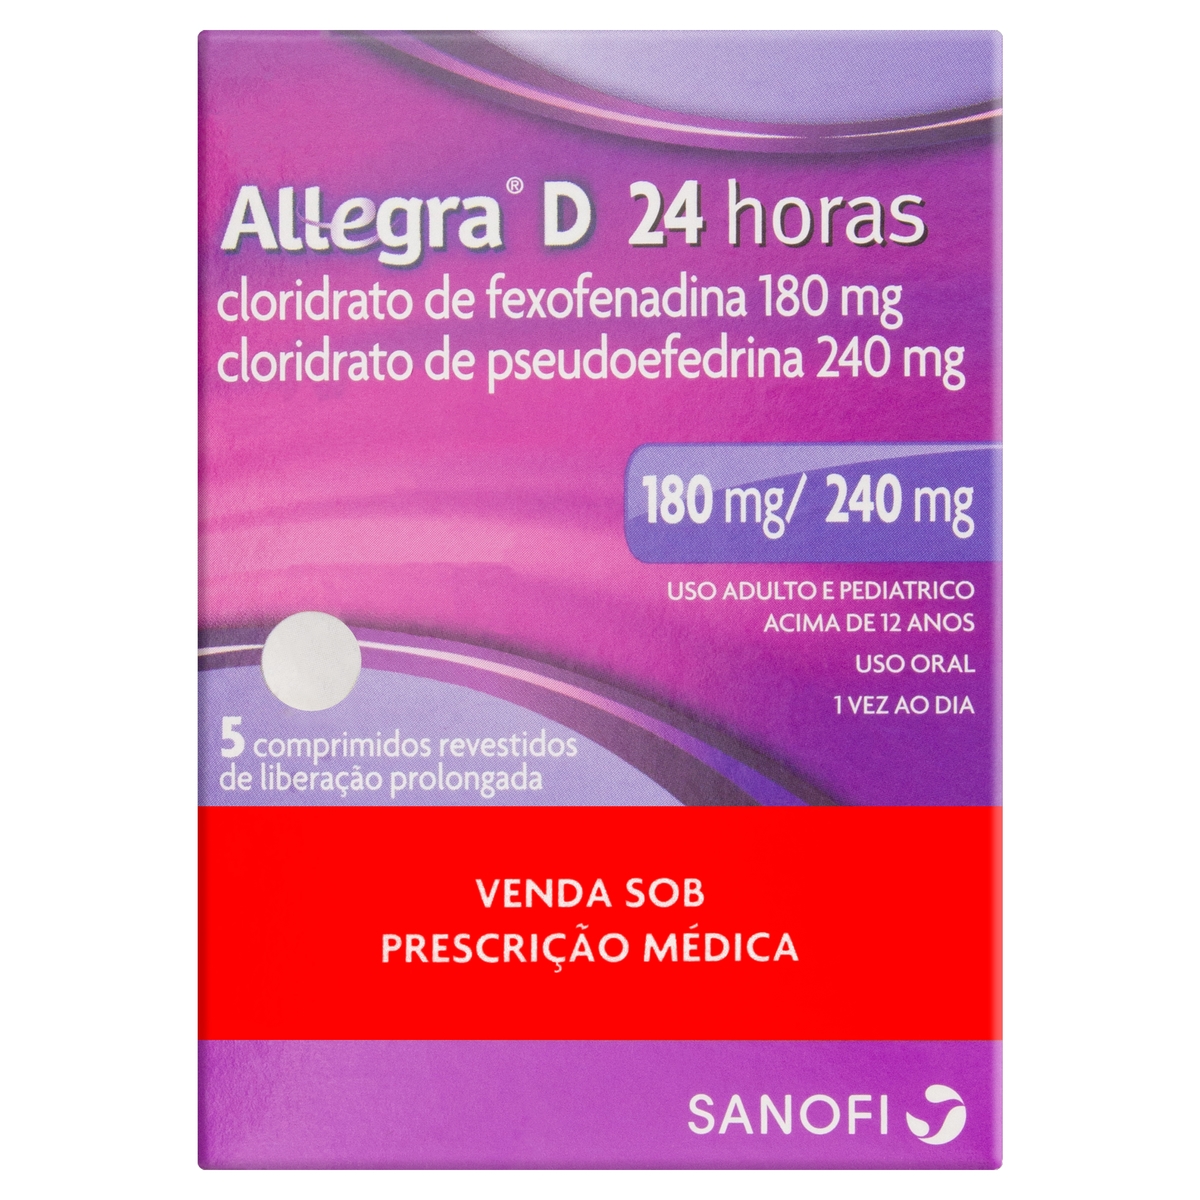 Allegra® D 24 horas
cloridrato de fexofenadina 180 mg
cloridrato de pseudoefedrina 240 mg
180 mg/ 240 mg
USO ADULTO E PEDIATRICO
ACIMA DE 12 ANOS
USO ORAL
1 VEZ AO DIA
5 comprimidos revestidos
de liberação prolongada
VENDA SOB
PRESCRIÇÃO MÉDICA
SANOFI